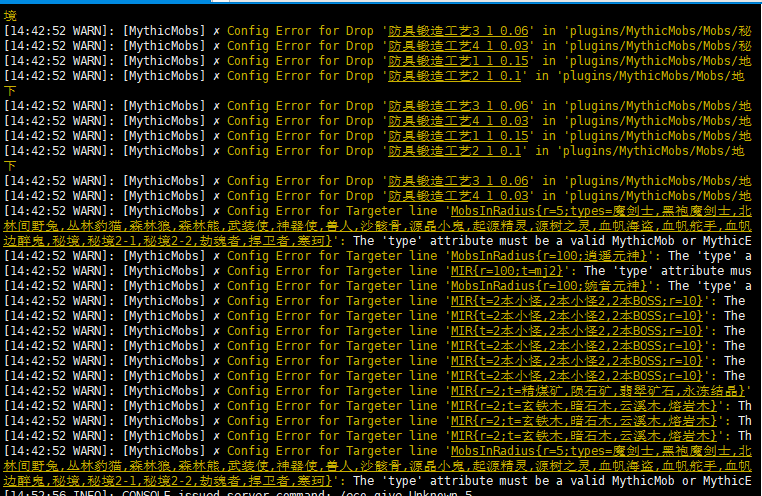 境
[14:42:52 WARN]: [MythicMobs] ✗ Config Error for Drop '防具锻造工艺3 1 0.06' in 'plugins/MythicMobs/Mobs/秘
[14:42:52 WARN]: [MythicMobs] ✗ Config Error for Drop '防具锻造工艺4 1 0.03' in 'plugins/MythicMobs/Mobs/秘
[14:42:52 WARN]: [MythicMobs] ✗ Config Error for Drop '防具锻造工艺1 1 0.15' in 'plugins/MythicMobs/Mobs/地
[14:42:52 WARN]: [MythicMobs] ✗ Config Error for Drop '防具锻造工艺2 1 0.1' in 'plugins/MythicMobs/Mobs/地
下
[14:42:52 WARN]: [MythicMobs] ✗ Config Error for Drop '防具锻造工艺3 1 0.06' in 'plugins/MythicMobs/Mobs/地
[14:42:52 WARN]: [MythicMobs] ✗ Config Error for Drop '防具锻造工艺4 1 0.03' in 'plugins/MythicMobs/Mobs/地
[14:42:52 WARN]: [MythicMobs] ✗ Config Error for Drop '防具锻造工艺1 1 0.15' in 'plugins/MythicMobs/Mobs/地
[14:42:52 WARN]: [MythicMobs] ✗ Config Error for Drop '防具锻造工艺2 1 0.1' in 'plugins/MythicMobs/Mobs/地
下
[14:42:52 WARN]: [MythicMobs] ✗ Config Error for Drop '防具锻造工艺3 1 0.06' in 'plugins/MythicMobs/Mobs/地
[14:42:52 WARN]: [MythicMobs] ✗ Config Error for Drop '防具锻造工艺4 1 0.03' in 'plugins/MythicMobs/Mobs/地
[14:42:52 WARN]: [MythicMobs] ✗ Config Error for Targeter line 'MobsInRadius{r=5;types=魔剑士,黑袍魔剑士,北
林间野兔,丛林豹猫,森林狼,森林熊,武装使,神器使,兽人,沙骸骨,源晶小鬼,起源精灵,源树之灵,血帆海盗,血帆舵手,血帆
边醉鬼,秘境,秘境2-1,秘境2-2,劫魂者,捍卫者,塞珂}': The 'type' attribute must be a valid MythicMob or MythicE
[14:42:52 WARN]: [MythicMobs] ✗ Config Error for Targeter line 'MobsInRadius{r=100;逍遥元神}': The 'type' a
[14:42:52 WARN]: [MythicMobs] ✗ Config Error for Targeter line 'MIR{r=100;t=mj2}': The 'type' attribute mus
[14:42:52 WARN]: [MythicMobs] ✗ Config Error for Targeter line 'MobsInRadius{r=100;婉音元神}': The 'type' a
[14:42:52 WARN]: [MythicMobs] ✗ Config Error for Targeter line 'MIR{t=2本小怪,2本小怪2,2本BOSS;r=10}': The
[14:42:52 WARN]: [MythicMobs] ✗ Config Error for Targeter line 'MIR{t=2本小怪,2本小怪2,2本BOSS;r=10}': The
[14:42:52 WARN]: [MythicMobs] ✗ Config Error for Targeter line 'MIR{t=2本小怪,2本小怪2,2本BOSS;r=10}': The
[14:42:52 WARN]: [MythicMobs] ✗ Config Error for Targeter line 'MIR{t=2本小怪,2本小怪2,2本BOSS;r=10}': The
[14:42:52 WARN]: [MythicMobs] ✗ Config Error for Targeter line 'MIR{t=2本小怪,2本小怪2,2本BOSS;r=10}': The
[14:42:52 WARN]: [MythicMobs] ✗ Config Error for Targeter line 'MIR{t=2本小怪,2本小怪2,2本BOSS;r=10}': The
[14:42:52 WARN]: [MythicMobs] ✗ Config Error for Targeter line 'MIR{r=2;t=精煤矿,陨石矿,翡翠矿石,永冻结晶}'
[14:42:52 WARN]: [MythicMobs] ✗ Config Error for Targeter line 'MIR{r=2;t=玄铁木,暗石木,云溪木,熔岩木}': Th
[14:42:52 WARN]: [MythicMobs] ✗ Config Error for Targeter line 'MIR{r=2;t=玄铁木,暗石木,云溪木,熔岩木}': Th
[14:42:52 WARN]: [MythicMobs] ✗ Config Error for Targeter line 'MIR{r=2;t=玄铁木,暗石木,云溪木,熔岩木}': Th
[14:42:52 WARN]: [MythicMobs] ✗ Config Error for Targeter line 'MobsInRadius{r=5;types=魔剑士,黑袍魔剑士,北
林间野兔,丛林豹猫,森林狼,森林熊,武装使,神器使,兽人,沙骸骨,源晶小鬼,起源精灵,源树之灵,血帆海盗,血帆舵手,血帆
边醉鬼,秘境,秘境2-1,秘境2-2,劫魂者,捍卫者,塞珂}': The 'type' attribute must be a valid MythicMob or MythicE
[14:42:56 INFO]: CONSOLE issued server command: /eco give Unknown 5